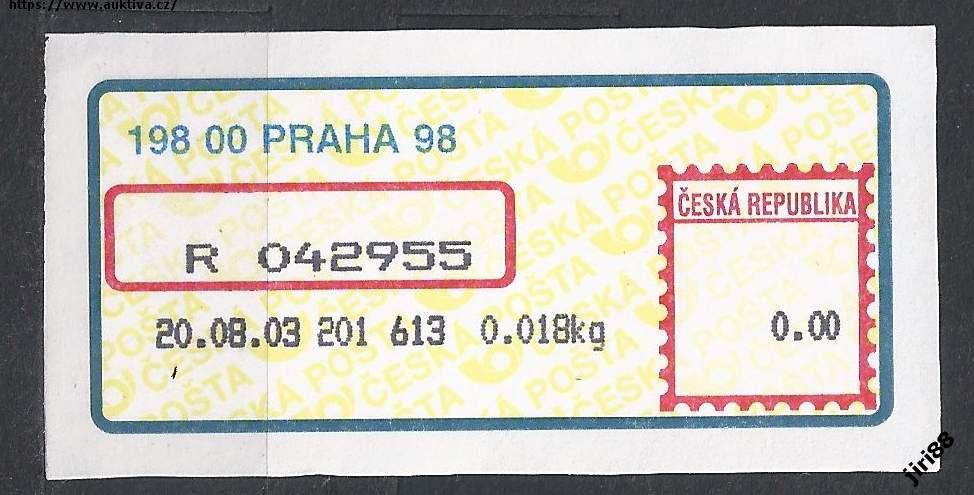 https://www.auktiva.cz/
198 00 PRAHA 98
ČESKÁ REPUBLIKA
R 042955
20.08.03 201 613 0.018kg
0.00
ČESKÁ POŠTA
jiri88